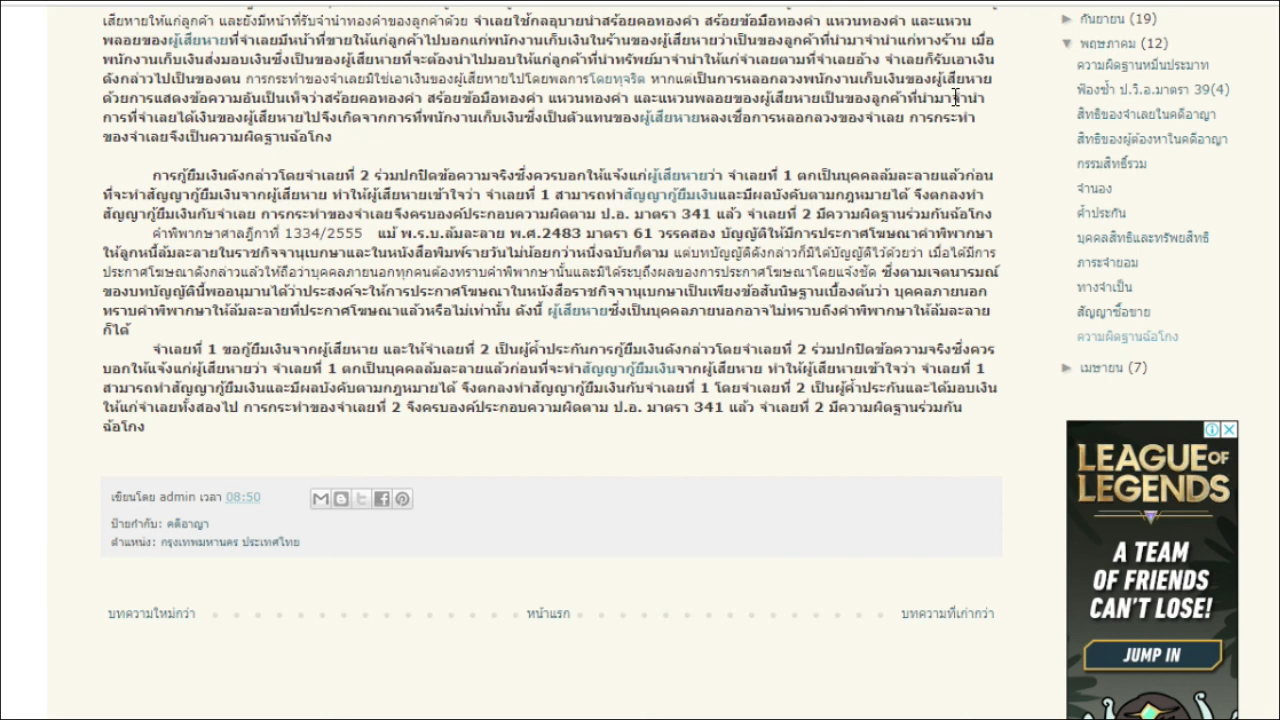 เสียหายให้แก่ลูกค้า และยังมีหน้าที่รับจำนำทองคำของลูกค้าด้วย จำเลยใช้กลอุบายนำสร้อยคอทองคำ สร้อยข้อมือทองคำ แหวนทองคำ และแหวน
พลอยของผู้เสียหายที่จำเลยมีหน้าที่ขายให้แก่ลูกค้าไปบอกแก่พนักงานเก็บเงินในร้านของผู้เสียหายว่าเป็นของลูกค้าที่นำมาจำนำแก่ทางร้าน เมื่อ
พนักงานเก็บเงินส่งมอบเงินซึ่งเป็นของผู้เสียหายที่จะต้องนำไปมอบให้แก่ลูกค้าที่นำทรัพย์มาจำนำให้แก่จำเลยตามที่จำเลยอ้าง จำเลยก็รับเอาเงิน
ดังกล่าวไปเป็นของตน การกระทำของจำเลยมิใช่เอาเงินของผู้เสียหายไปโดยพลการโดยทุจริต หากแต่เป็นการหลอกลวงพนักงานเก็บเงินของผู้เสียหาย
ด้วยการแสดงข้อความอันเป็นเท็จว่าสร้อยคอทองคำ สร้อยข้อมือทองคำ แหวนทองคำ และแหวนพลอยของผู้เสียหายเป็นของลูกค้าที่นำมาจำนำ
การที่จำเลยได้เงินของผู้เสียหายไปจึงเกิดจากการที่พนักงานเก็บเงินซึ่งเป็นตัวแทนของผู้เสียหายหลงเชื่อการหลอกลวงของจำเลย การกระทำ
ของจำเลยจึงเป็นความผิดฐานฉ้อโกง
การกู้ยืมเงินดังกล่าวโดยจำเลยที่ 2 ร่วมปกปิดข้อความจริงซึ่งควรบอกให้แจ้งแก่ผู้เสียหายว่า จำเลยที่ 1 ตกเป็นบุคคลล้มละลายแล้วก่อน
ที่จะทำสัญญากู้ยืมเงินจากผู้เสียหาย ทำให้ผู้เสียหายเข้าใจว่า จำเลยที่ 1 สามารถทำสัญญากู้ยืมเงินและมีผลบังคับตามกฎหมายได้ จึงตกลงทำ
สัญญากู้ยืมเงินกับจำเลย การกระทำของจำเลยจึงครบองค์ประกอบความผิดตาม ป.อ. มาตรา 341 แล้ว จำเลยที่ 2 มีความผิดฐานร่วมกันฉ้อโกง
คำพิพากษาศาลฎีกาที่ 1334/2555 แม้ พ.ร.บ.ล้มละลาย พ.ศ.2483 มาตรา 61 วรรคสอง บัญญัติให้มีการประกาศโฆษณาคำพิพากษา
ให้ลูกหนี้ล้มละลายในราชกิจจานุเบกษาและในหนังสือพิมพ์รายวันไม่น้อยกว่าหนึ่งฉบับก็ตาม แต่บทบัญญัติดังกล่าวก็มิได้บัญญัติไว้ด้วยว่า เมื่อได้มีการ
ประกาศโฆษณาดังกล่าวแล้วให้ถือว่าบุคคลภายนอกทุกคนต้องทราบคำพิพากษานั้นและมิได้ระบุถึงผลของการประกาศโฆษณาโดยแจ้งชัด ซึ่งตามเจตนารมณ์
ของบทบัญญัตินี้พออนุมานได้ว่าประสงค์จะให้การประกาศโฆษณาในหนังสือราชกิจจานุเบกษาเป็นเพียงข้อสันนิษฐานเบื้องต้นว่า บุคคลภายนอก
ทราบคำพิพากษาให้ล้มละลายที่ประกาศโฆษณาแล้วหรือไม่เท่านั้น ดังนี้ ผู้เสียหายซึ่งเป็นบุคคลภายนอกอาจไม่ทราบถึงคำพิพากษาให้ล้มละลาย
ก็ได้
จำเลยที่ 1 ขอกู้ยืมเงินจากผู้เสียหาย และให้จำเลยที่ 2 เป็นผู้ค้ำประกันการกู้ยืมเงินดังกล่าวโดยจำเลยที่ 2 ร่วมปกปิดข้อความจริงซึ่งควร
บอกให้แจ้งแก่ผู้เสียหายว่า จำเลยที่ 1 ตกเป็นบุคคลล้มละลายแล้วก่อนที่จะทำสัญญากู้ยืมเงินจากผู้เสียหาย ทำให้ผู้เสียหายเข้าใจว่า จำเลยที่ 1
สามารถทำสัญญากู้ยืมเงินและมีผลบังคับตามกฎหมายได้ จึงตกลงทำสัญญากู้ยืมเงินกับจำเลยที่ 1 โดยจำเลยที่ 2 เป็นผู้ค้ำประกันและได้มอบเงิน
ให้แก่จำเลยทั้งสองไป การกระทำของจำเลยที่ 2 จึงครบองค์ประกอบความผิดตาม ป.อ. มาตรา 341 แล้ว จำเลยที่ 2 มีความผิดฐานร่วมกัน
ฉ้อโกง
เขียนโดย admin เวลา 08:50
ป้ายกำกับ: คดีอาญา
ตำแหน่ง: กรุงเทพมหานคร ประเทศไทย
บทความใหม่กว่า หน้าแรก บทความที่เก่ากว่า
กันยายน (19)
พฤษภาคม (12)
ความผิดฐานหมิ่นประมาท
ฟ้องซ้ำ ป.วิ.อ.มาตรา 39(4)
สิทธิของจำเลยในคดีอาญา
สิทธิของผู้ต้องหาในคดีอาญา
กรรมสิทธิ์รวม
จำนอง
ค้ำประกัน
บุคคลสิทธิและทรัพยสิทธิ
ภาระจำยอม
ทางจำเป็น
สัญญาซื้อขาย
ความผิดฐานฉ้อโกง
เมษายน (7)
LEAGUE OF
LEGENDS
A TEAM
OF FRIENDS
CAN'T LOSE!
JUMP IN